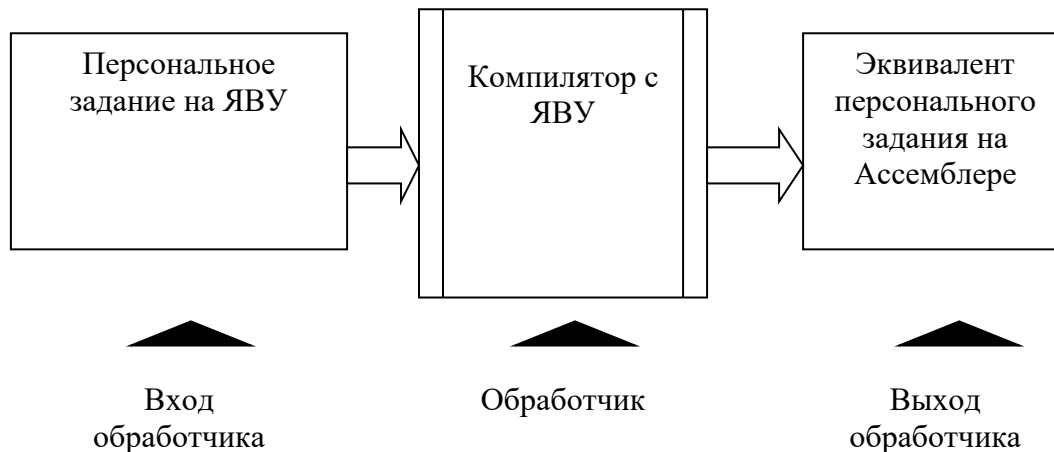 Персональное
задание на ЯВУ
Компилятор с
ЯВУ
Эквивалент
персонального
задания на
Ассемблере
Вход
обработчика
Обработчик
Выход
обработчика